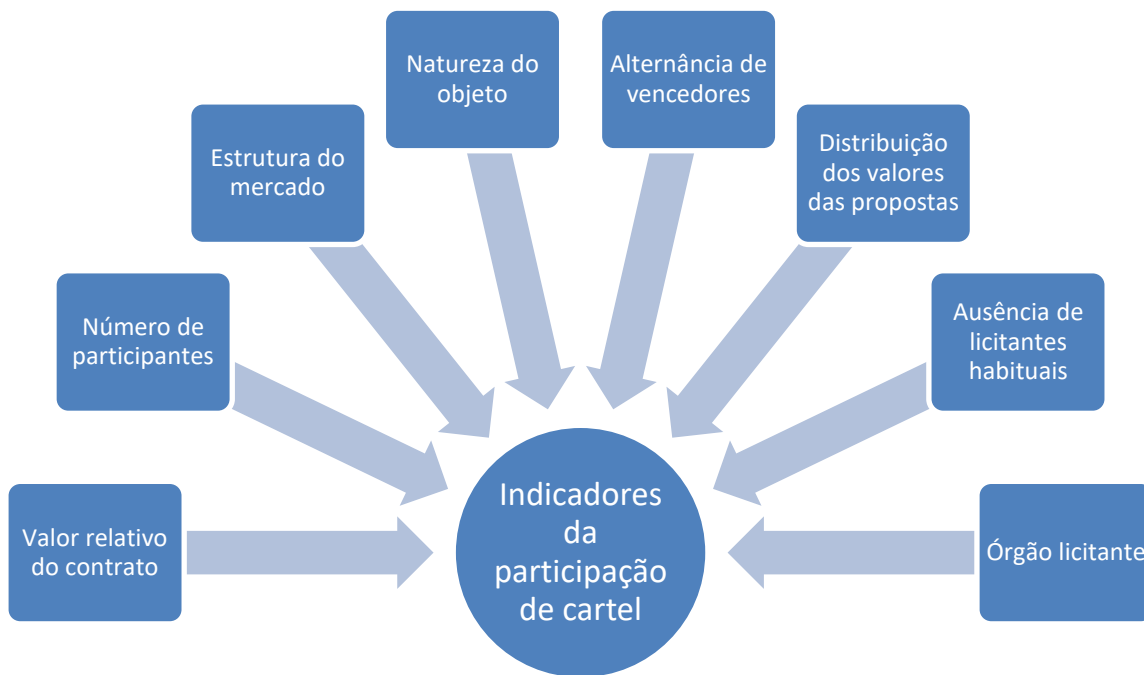 Natureza do
objeto
Alternância de
vencedores
Estrutura do
mercado
Distribuição
dos valores
das propostas
Número de
participantes
Ausência de
licitantes
habituais
Valor relativo
do contrato
Indicadores
da
participação
de cartel
Órgão licitante